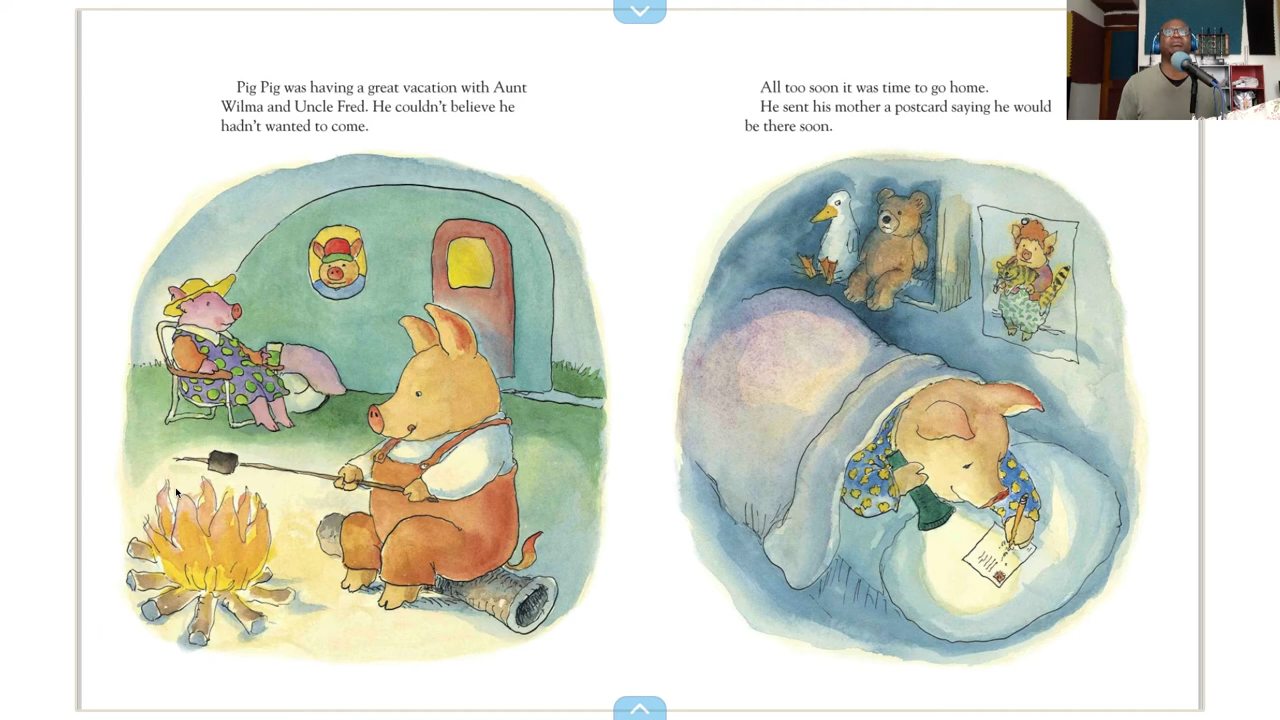 Pig Pig was having a great vacation with Aunt
Wilma and Uncle Fred. He couldn’t believe he
hadn’t wanted to come.
All too soon it was time to go home.
He sent his mother a postcard saying he would
be there soon.